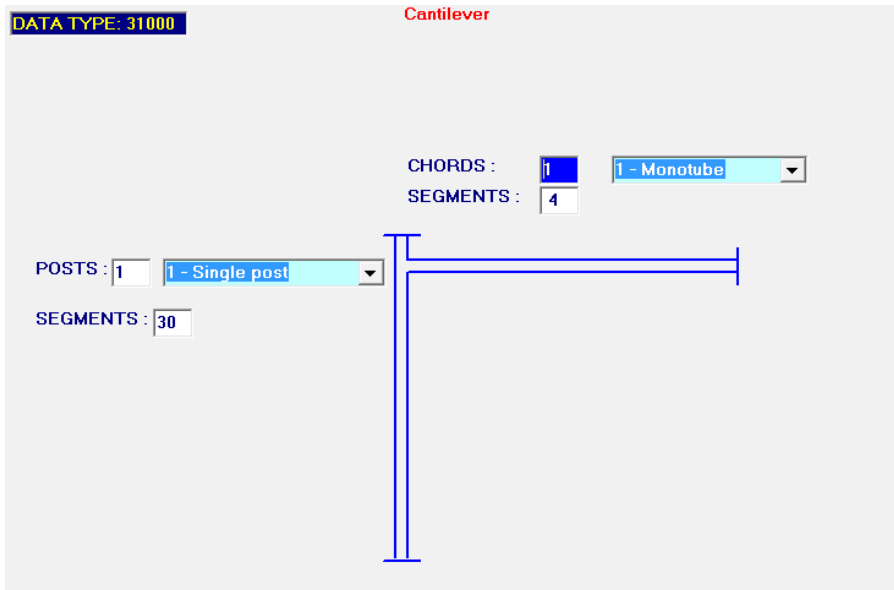 DATA TYPE: 31000
Cantilever
CHORDS : 1 1 - Monotube
SEGMENTS : 4
POSTS : 1 1 - Single post
SEGMENTS : 30